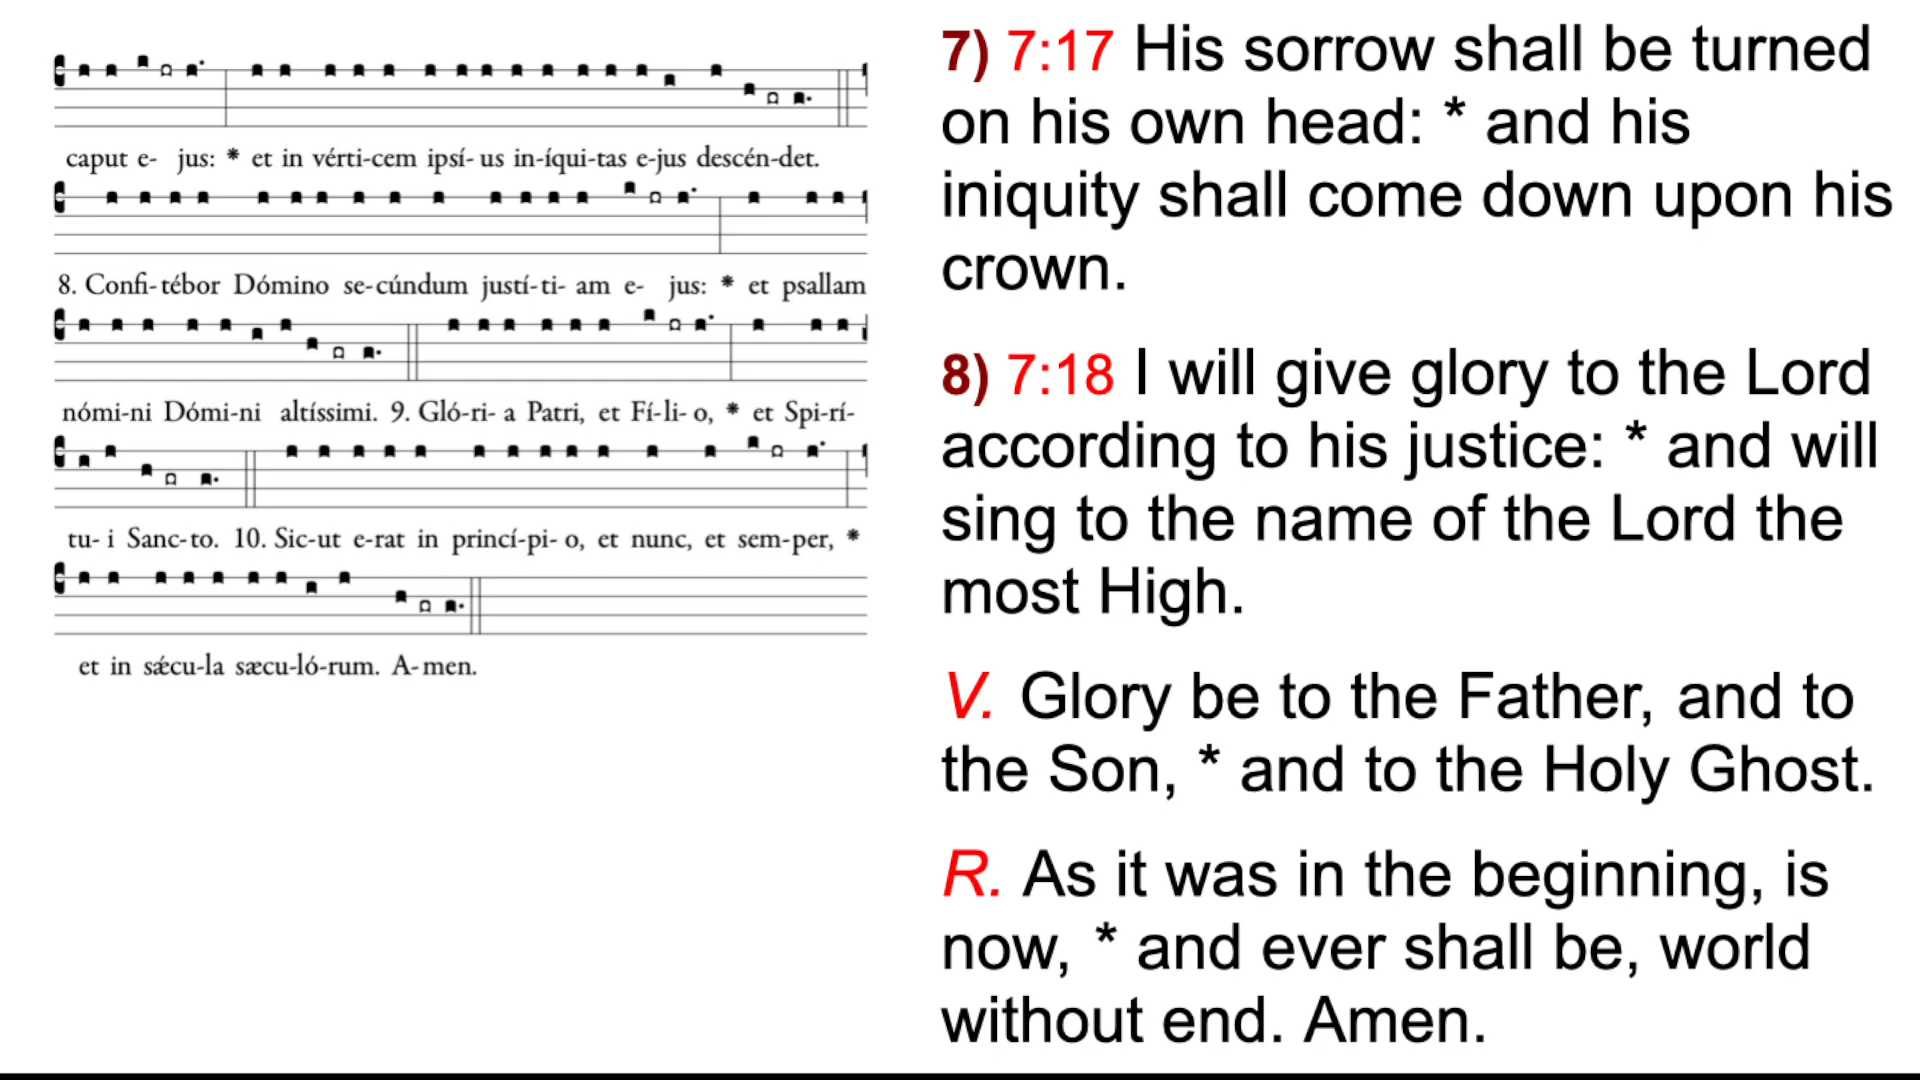 caput e- jus: * et in vérti-cem ipsí-us in-íqui-tas e-jus descén-det.
8. Confi-tébor Dómino se-cúndum justí-ti-am e- jus: * et psallam
nómi-ni Dómi-ni altíssimi. 9. Gló-ri-a Patri, et Fí-li-o, * et Spi-rí-
tu-i Sanc-to. 10. Sic-ut e-rat in princí-pi-o, et nunc, et sem-per, *
et in sǽcu-la sæcu-ló-rum. A-men.
7) 7:17 His sorrow shall be turned
on his own head: * and his
iniquity shall come down upon his
crown.
8) 7:18 I will give glory to the Lord
according to his justice: * and will
sing to the name of the Lord the
most High.
V. Glory be to the Father, and to
the Son, * and to the Holy Ghost.
R. As it was in the beginning, is
now, * and ever shall be, world
without end. Amen.